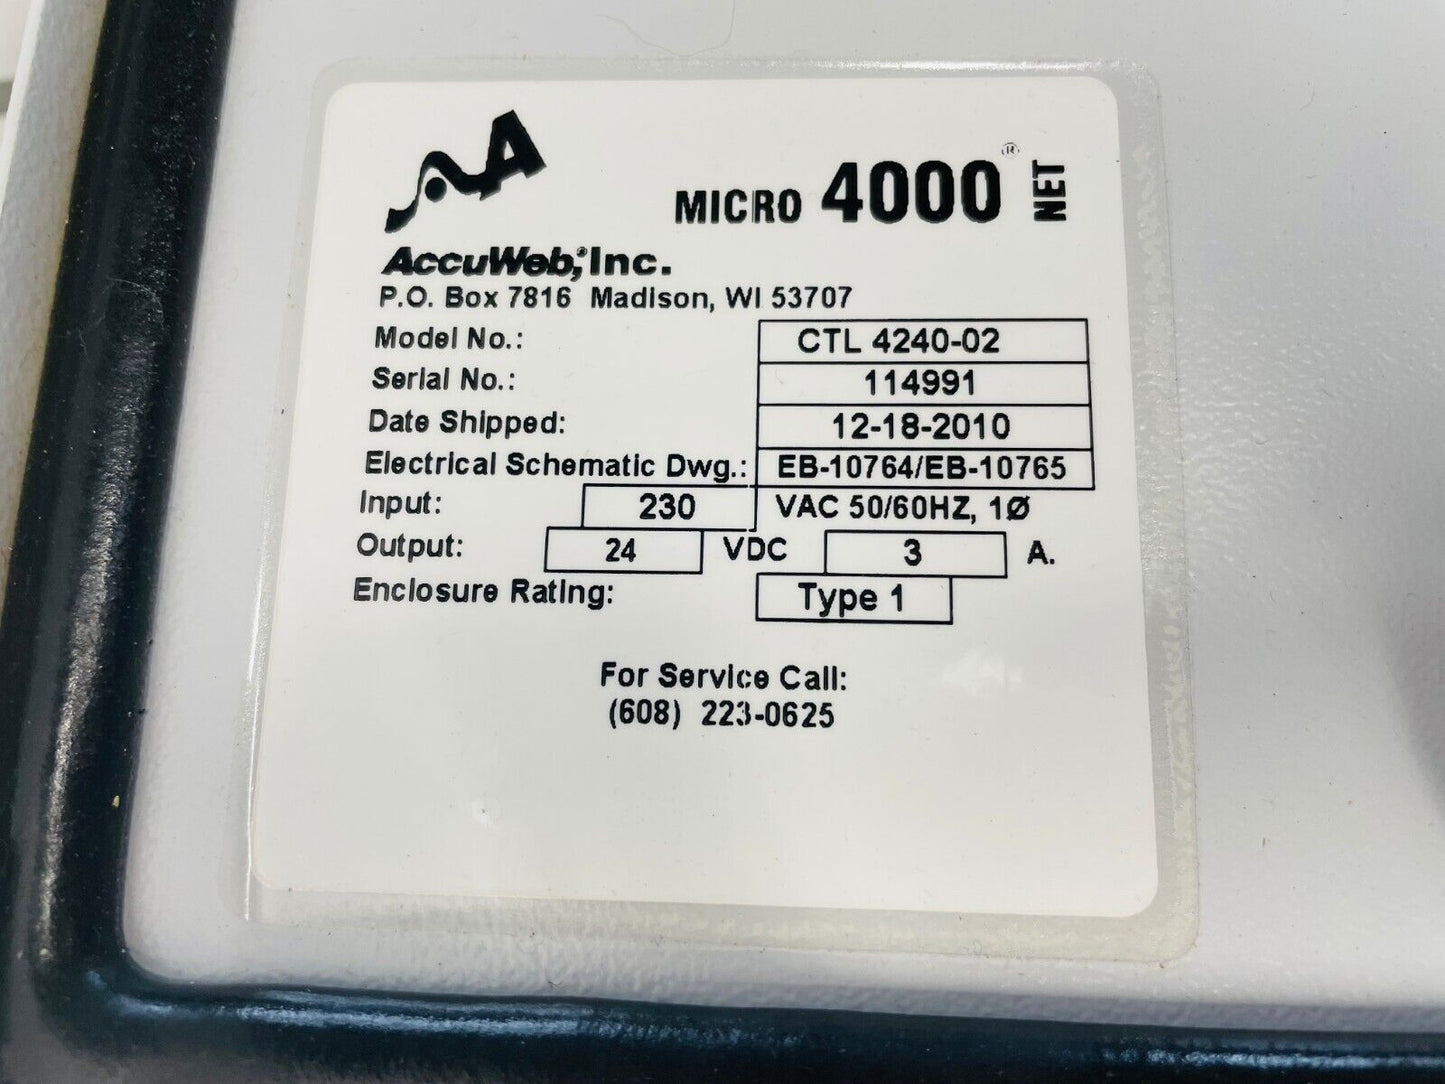 MICRO 4000® NET
AccuWeb, Inc.
P.O. Box 7816 Madison, WI 53707
Model No.: CTL 4240-02
Serial No.: 114991
Date Shipped: 12-18-2010
Electrical Schematic Dwg.: EB-10764/EB-10765
Input: 230 VAC 50/60HZ, 1Ø
Output: 24 VDC 3 A.
Enclosure Rating: Type 1
For Service Call:
(608) 223-0625